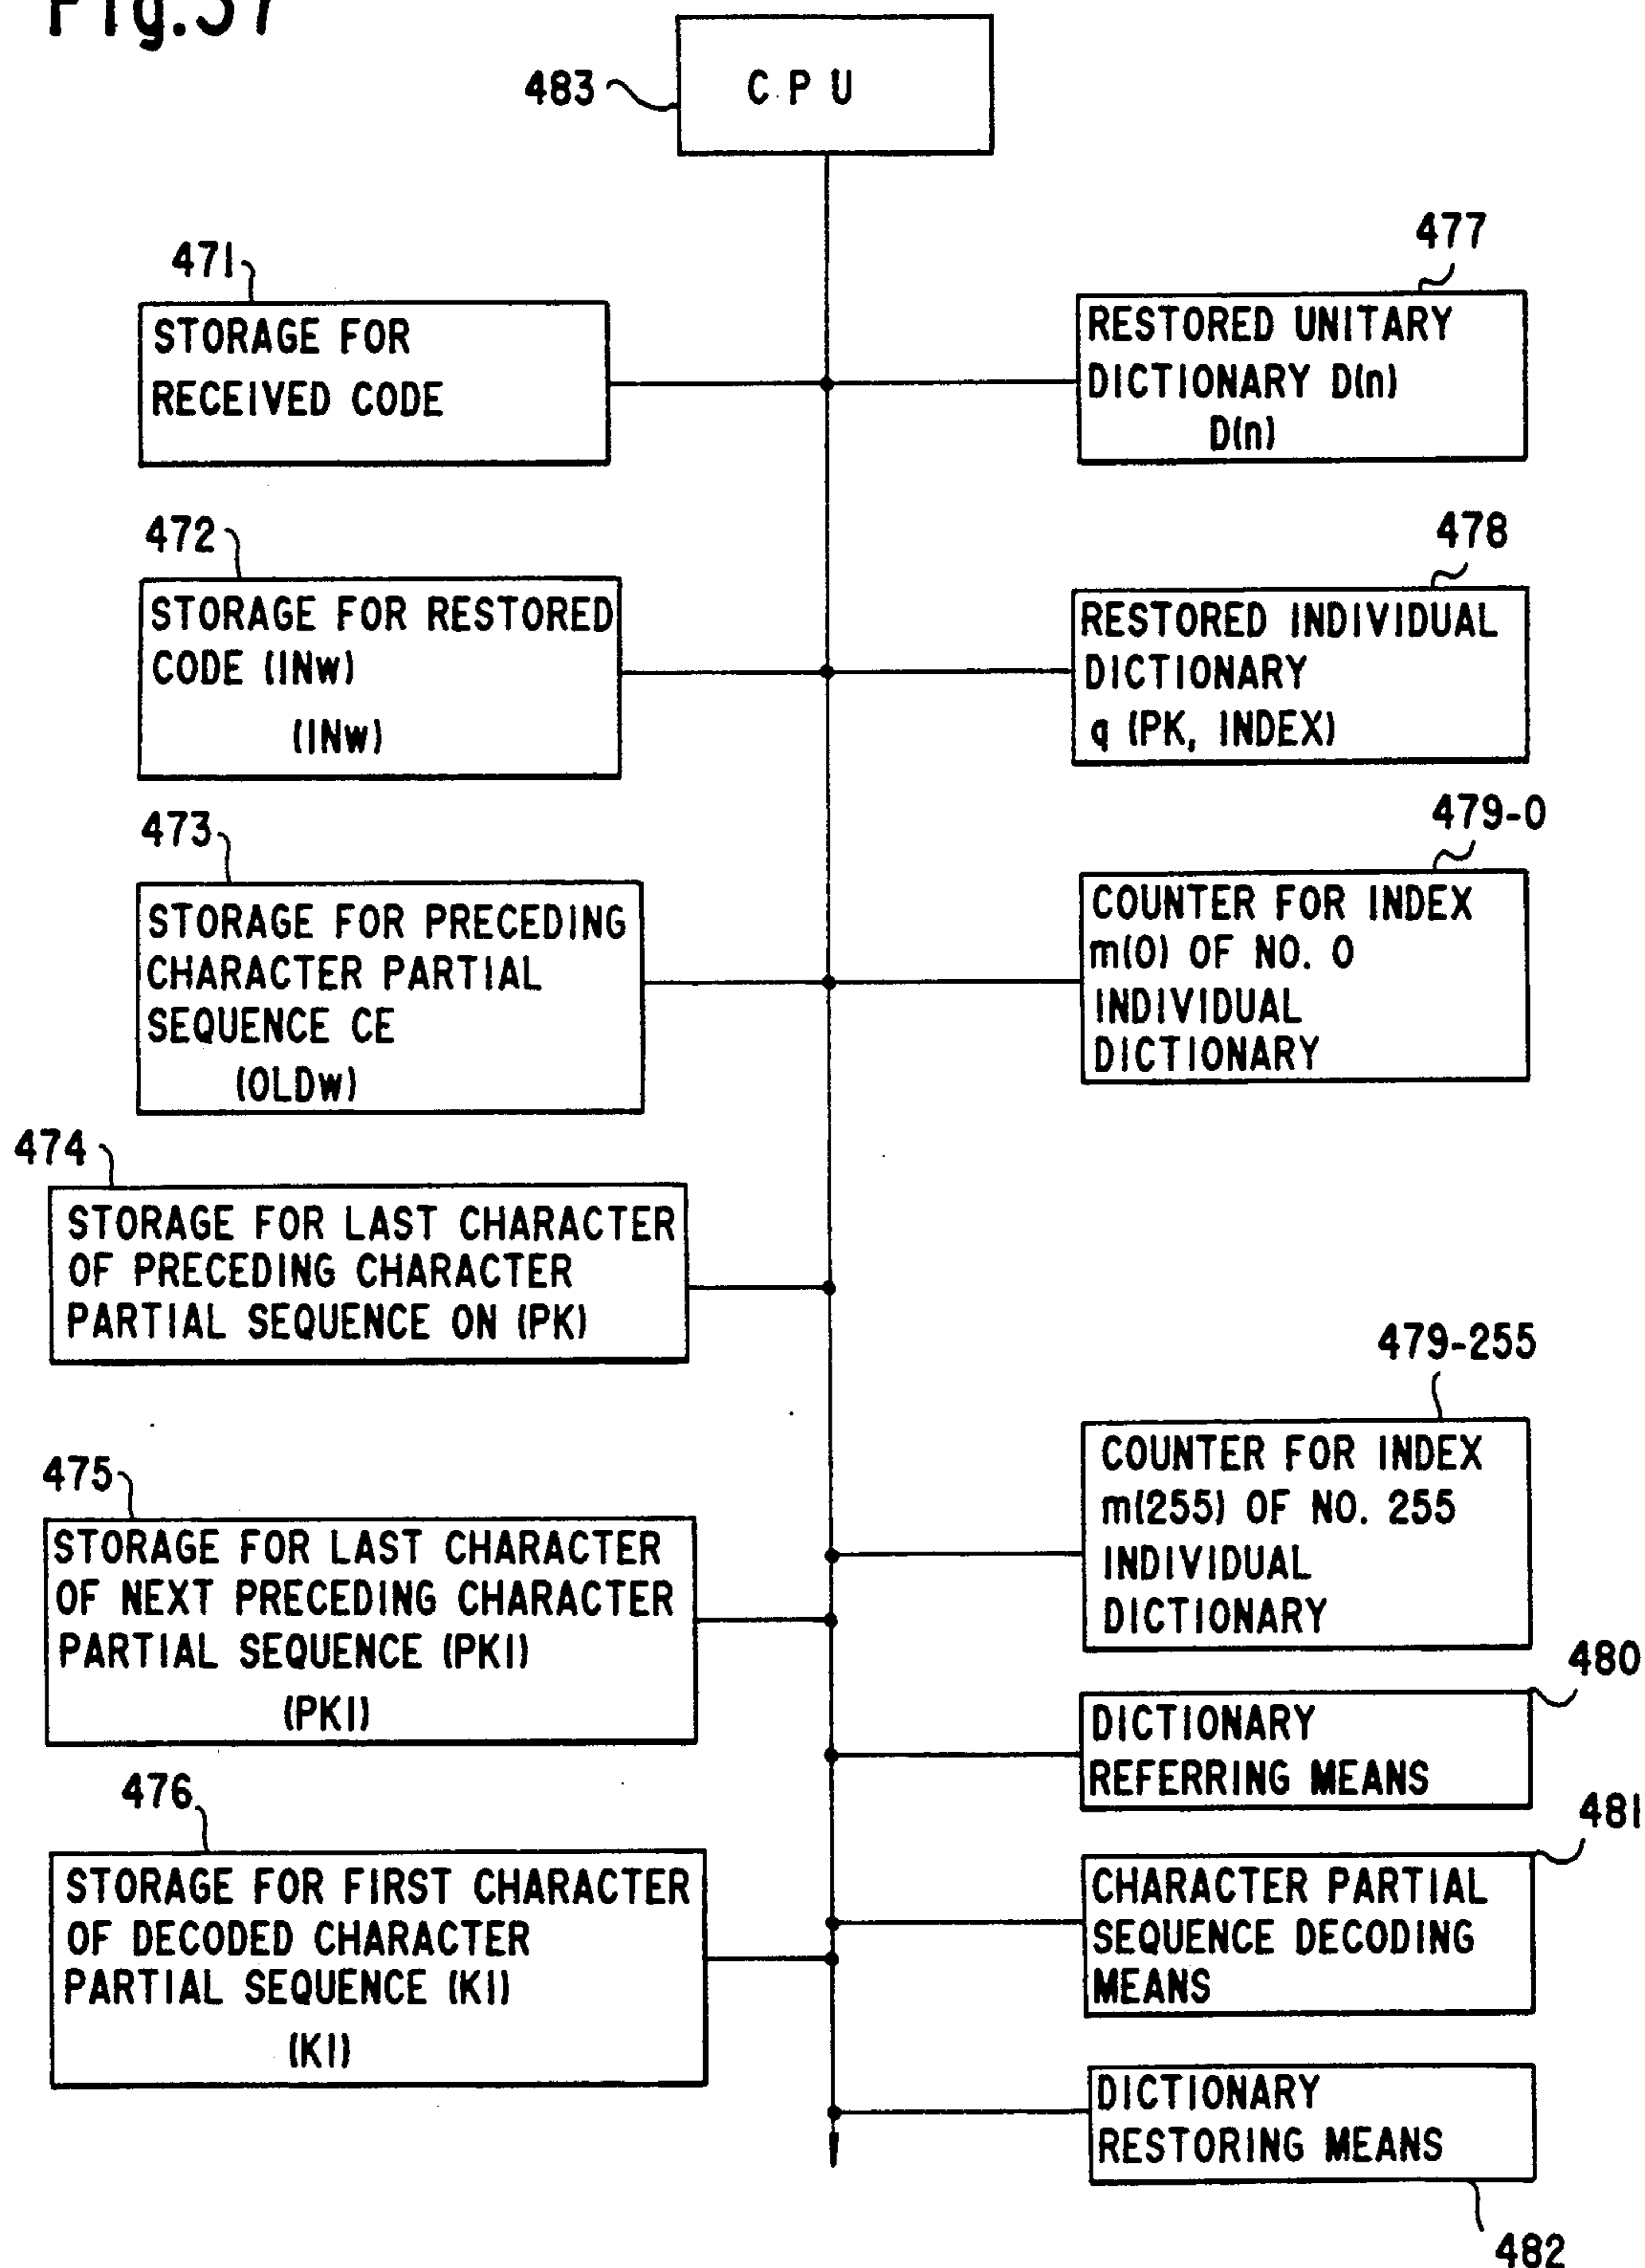 Fig.37
CPU
483
471
STORAGE FOR
RECEIVED CODE
472
STORAGE FOR RESTORED
CODE (INw)
(INw)
473
STORAGE FOR PRECEDING
CHARACTER PARTIAL
SEQUENCE CE
(OLDw)
474
STORAGE FOR LAST CHARACTER
OF PRECEDING CHARACTER
PARTIAL SEQUENCE ON (PK)
475
STORAGE FOR LAST CHARACTER
OF NEXT PRECEDING CHARACTER
PARTIAL SEQUENCE (PK1)
(PK1)
476
STORAGE FOR FIRST CHARACTER
OF DECODED CHARACTER
PARTIAL SEQUENCE (K1)
(K1)
477
RESTORED UNITARY
DICTIONARY D(n)
D(n)
478
RESTORED INDIVIDUAL
DICTIONARY
q (PK, INDEX)
479-0
COUNTER FOR INDEX
m(0) OF NO. 0
INDIVIDUAL
DICTIONARY
479-255
COUNTER FOR INDEX
m(255) OF NO. 255
INDIVIDUAL
DICTIONARY
480
DICTIONARY
REFERRING MEANS
481
CHARACTER PARTIAL
SEQUENCE DECODING
MEANS
DICTIONARY
RESTORING MEANS
482